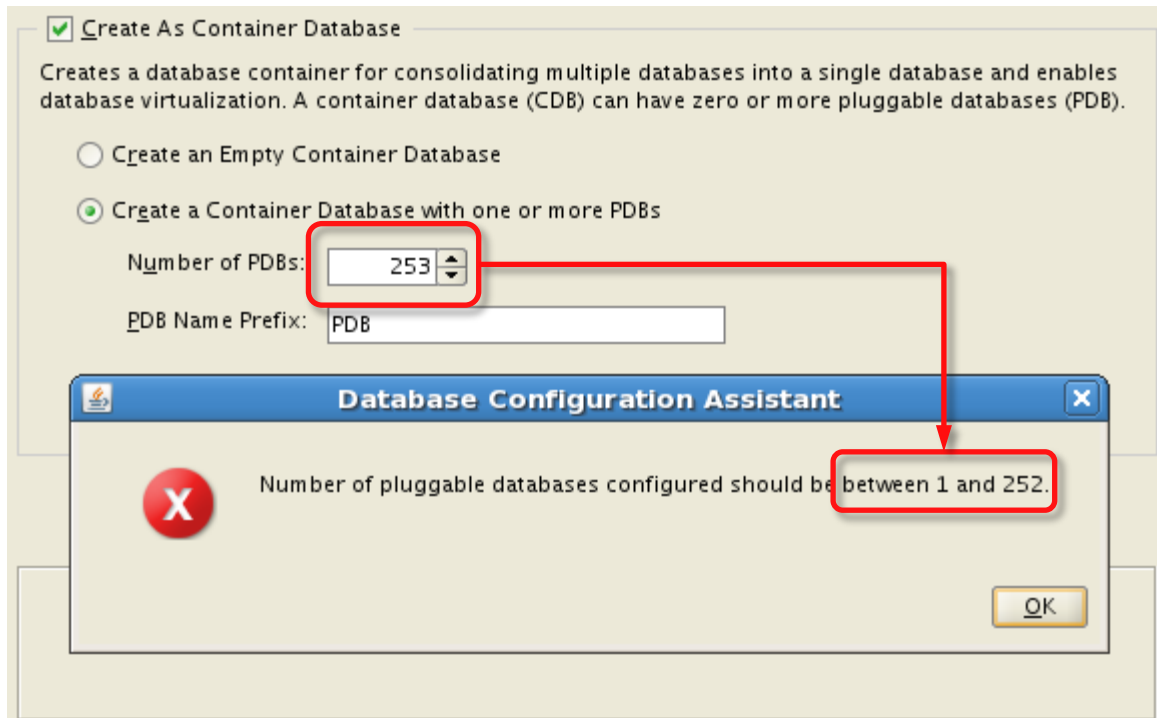 Create As Container Database
Creates a database container for consolidating multiple databases into a single database and enables
database virtualization. A container database (CDB) can have zero or more pluggable databases (PDB).
Create an Empty Container Database
Create a Container Database with one or more PDBs
Number of PDBs: 253
PDB Name Prefix: PDB
Database Configuration Assistant
Number of pluggable databases configured should be between 1 and 252.
OK